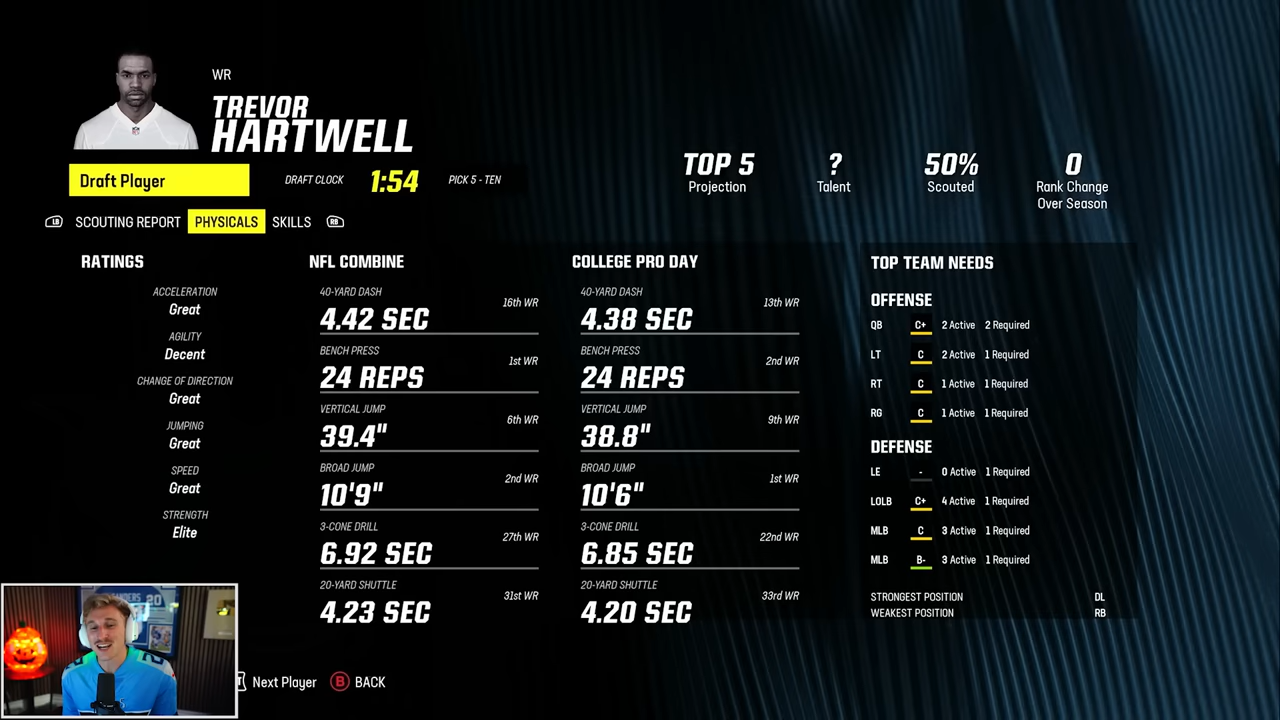 WR
TREVOR
HARTWELL
Draft Player
DRAFT CLOCK 1:54 PICK 5 - TEN
TOP 5
Projection
?
Talent
50%
Scouted
0
Rank Change
Over Season
LB SCOUTING REPORT PHYSICALS SKILLS RB
RATINGS
ACCELERATION
Great
AGILITY
Decent
CHANGE OF DIRECTION
Great
JUMPING
Great
SPEED
Great
STRENGTH
Elite
NFL COMBINE
40-YARD DASH
4.42 SEC 16th WR
BENCH PRESS
24 REPS 1st WR
VERTICAL JUMP
39.4" 6th WR
BROAD JUMP
10'9" 2nd WR
3-CONE DRILL
6.92 SEC 27th WR
20-YARD SHUTTLE
4.23 SEC 31st WR
COLLEGE PRO DAY
40-YARD DASH
4.38 SEC 13th WR
BENCH PRESS
24 REPS 2nd WR
VERTICAL JUMP
38.8" 9th WR
BROAD JUMP
10'6" 1st WR
3-CONE DRILL
6.85 SEC 22nd WR
20-YARD SHUTTLE
4.20 SEC 33rd WR
TOP TEAM NEEDS
OFFENSE
QB C+ 2 Active 2 Required
LT C 2 Active 1 Required
RT C 1 Active 1 Required
RG C 1 Active 1 Required
DEFENSE
LE - 0 Active 1 Required
LOLB C+ 4 Active 1 Required
MLB C 3 Active 1 Required
MLB B- 3 Active 1 Required
STRONGEST POSITION DL
WEAKEST POSITION RB
Next Player B BACK